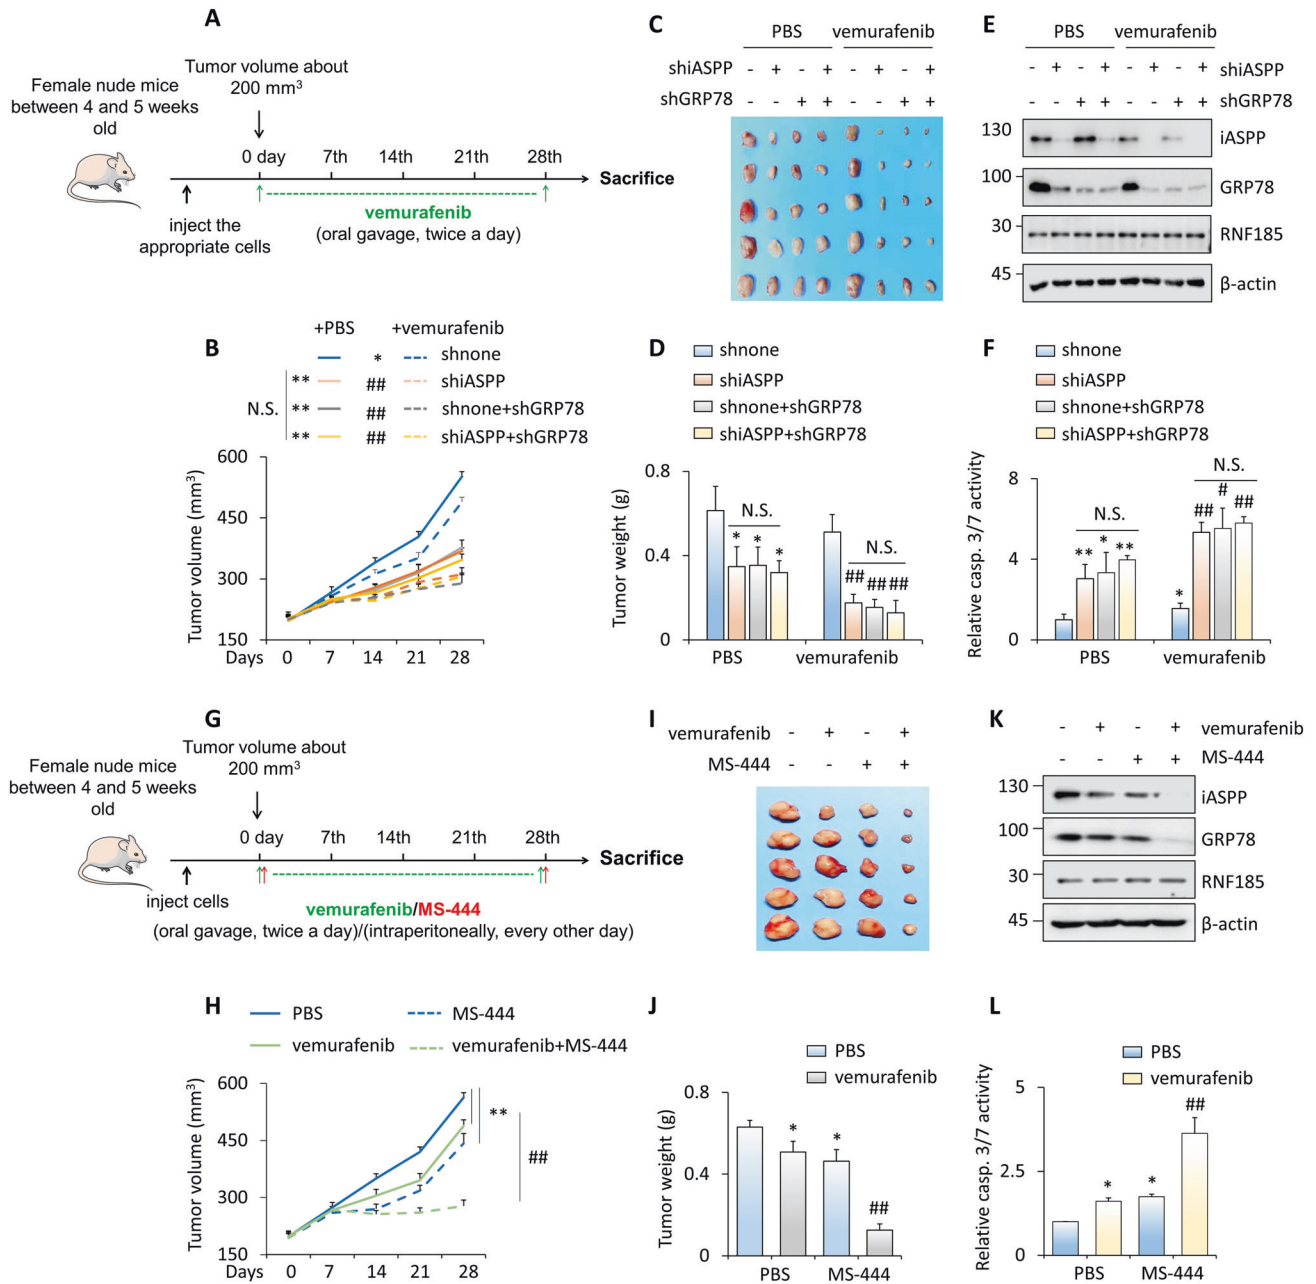 A
Female nude mice
between 4 and 5 weeks
old
Tumor volume about
200 mm³
0 day 7th 14th 21th 28th
Sacrifice
inject the
appropriate cells
vemurafenib
(oral gavage, twice a day)
C
PBS vemurafenib
shiASPP - + - + - + - +
shGRP78 - - + + - - + +
E
PBS vemurafenib
- + - + - + - + shiASPP
- - + + - - + + shGRP78
130 iASPP
100 GRP78
30 RNF185
45 β-actin
B
+PBS +vemurafenib
* shnone
** ## shiASPP
N.S. ** ## shnone+shGRP78
** ## shiASPP+shGRP78
Tumor volume (mm³)
600
450
300
150
Days 0 7 14 21 28
D
shnone
shiASPP
shnone+shGRP78
shiASPP+shGRP78
Tumor weight (g)
0.8
0.4
0
N.S.
* * *
N.S.
## ## ##
PBS vemurafenib
F
shnone
shiASPP
shnone+shGRP78
shiASPP+shGRP78
Relative casp. 3/7 activity
8
4
0
N.S.
** * **
N.S.
* ## # ##
PBS vemurafenib
G
Female nude mice
between 4 and 5 weeks
old
Tumor volume about
200 mm³
0 day 7th 14th 21th 28th
Sacrifice
inject cells
vemurafenib/MS-444
(oral gavage, twice a day)/(intraperitoneally, every other day)
I
vemurafenib - + - +
MS-444 - - + +
K
- + - + vemurafenib
- - + + MS-444
130 iASPP
100 GRP78
30 RNF185
45 β-actin
H
PBS MS-444
vemurafenib vemurafenib+MS-444
Tumor volume (mm³)
600
450
300
150
**
##
Days 0 7 14 21 28
J
PBS
vemurafenib
Tumor weight (g)
0.8
0.4
0
* * ##
PBS MS-444
L
PBS
vemurafenib
Relative casp. 3/7 activity
5
2.5
0
* * ##
PBS MS-444